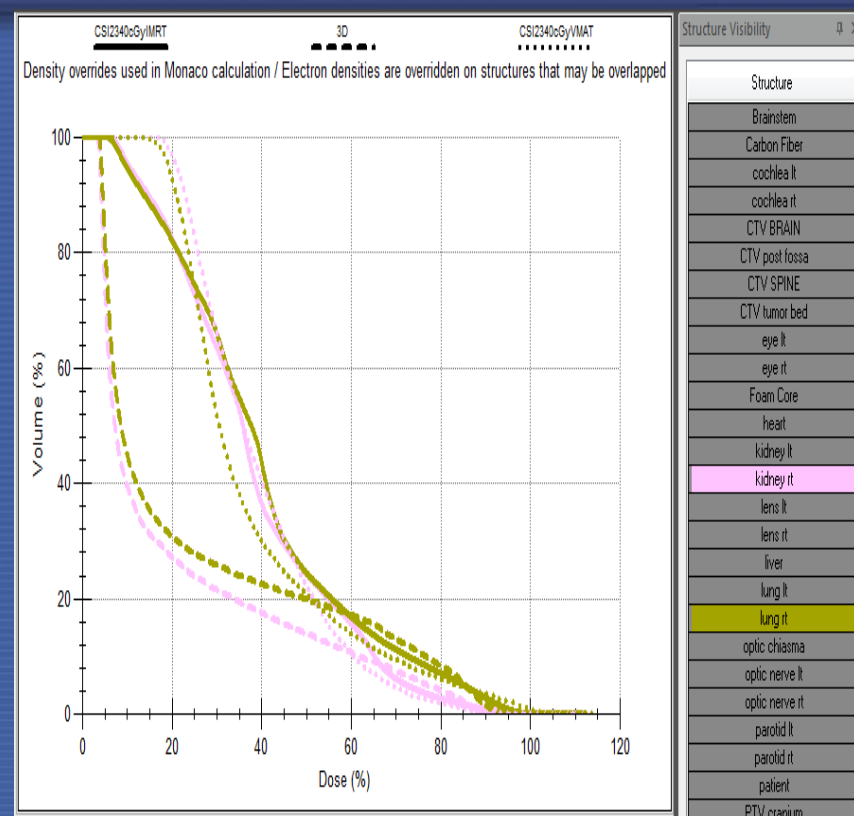 CSI2340cGyIMRT 3D CSI2340cGyVMAT
Density overrides used in Monaco calculation / Electron densities are overridden on structures that may be overlapped
100
80
60
40
20
0
Volume (%)
0 20 40 60 80 100 120
Dose (%)
Structure Visibility
Structure
Brainstem
Carbon Fiber
cochlea lt
cochlea rt
CTV BRAIN
CTV post fossa
CTV SPINE
CTV tumor bed
eye lt
eye rt
Foam Core
heart
kidney lt
kidney rt
lens lt
lens rt
liver
lung lt
lung rt
optic chiasma
optic nerve lt
optic nerve rt
parotid lt
parotid rt
patient
PTV cranium